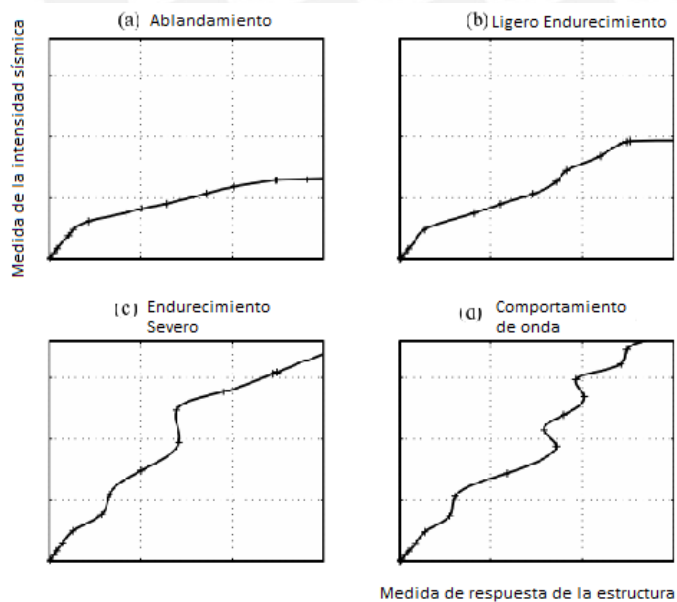 (a) Ablandamiento
(b) Ligero Endurecimiento
Medida de la intensidad sísmica
(c) Endurecimiento
Severo
(d) Comportamiento
de onda
Medida de respuesta de la estructura